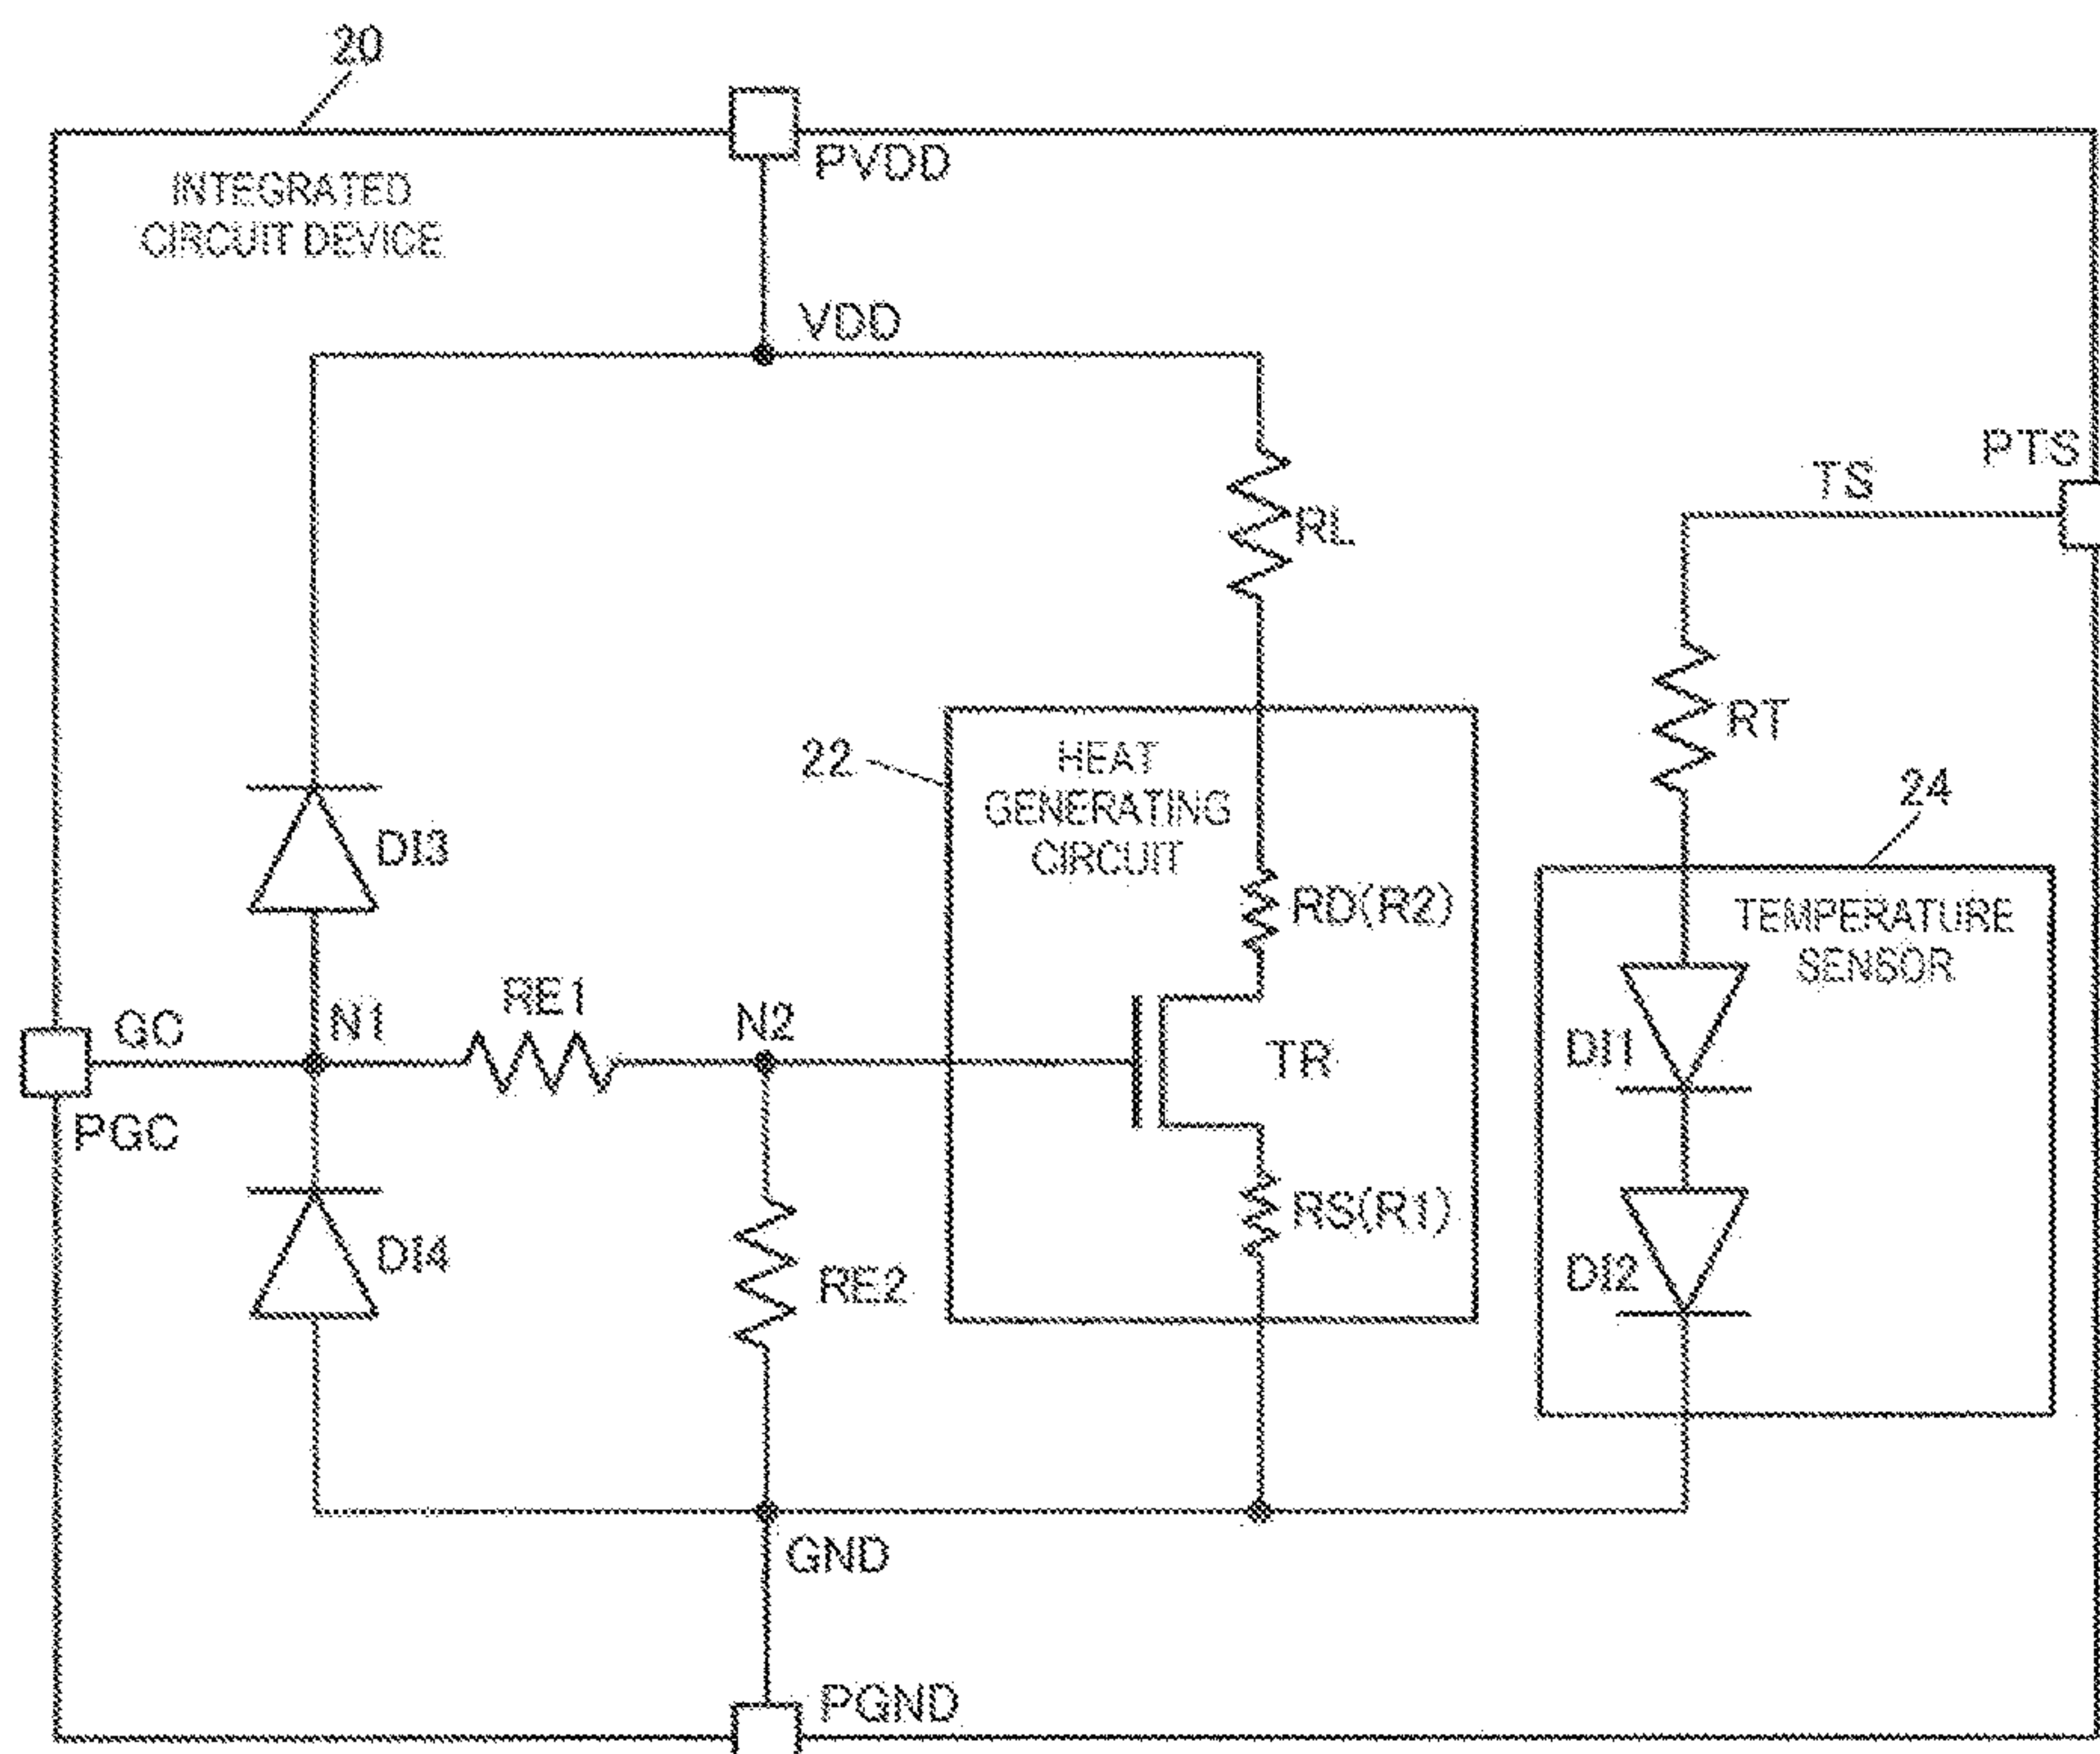 20
PVDD
INTEGRATED
CIRCUIT DEVICE
VDD
PTS
TS
RL
RT
22
HEAT
GENERATING
CIRCUIT
24
DI3
RD(R2)
TEMPERATURE
SENSOR
GC
N1
RE1
N2
TR
DI1
PGC
RS(R1)
DI4
RE2
DI2
GND
PGND